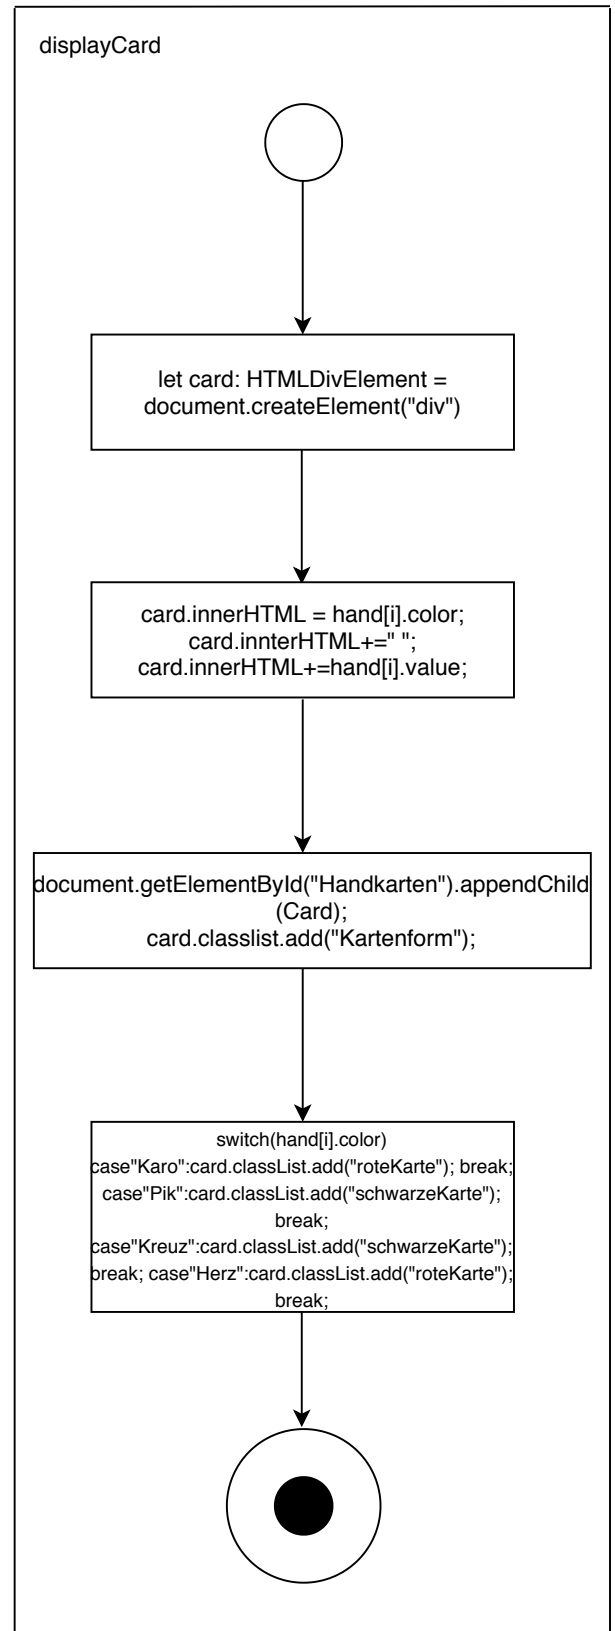 displayCard
let card: HTMLDivElement =
document.createElement("div")
card.innerHTML = hand[i].color;
card.innterHTML+=" ";
card.innerHTML+=hand[i].value;
document.getElementById("Handkarten").appendChild
(Card);
card.classlist.add("Kartenform");
switch(hand[i].color)
case"Karo":card.classList.add("roteKarte"); break;
case"Pik":card.classList.add("schwarzeKarte");
break;
case"Kreuz":card.classList.add("schwarzeKarte");
break; case"Herz":card.classList.add("roteKarte");
break;